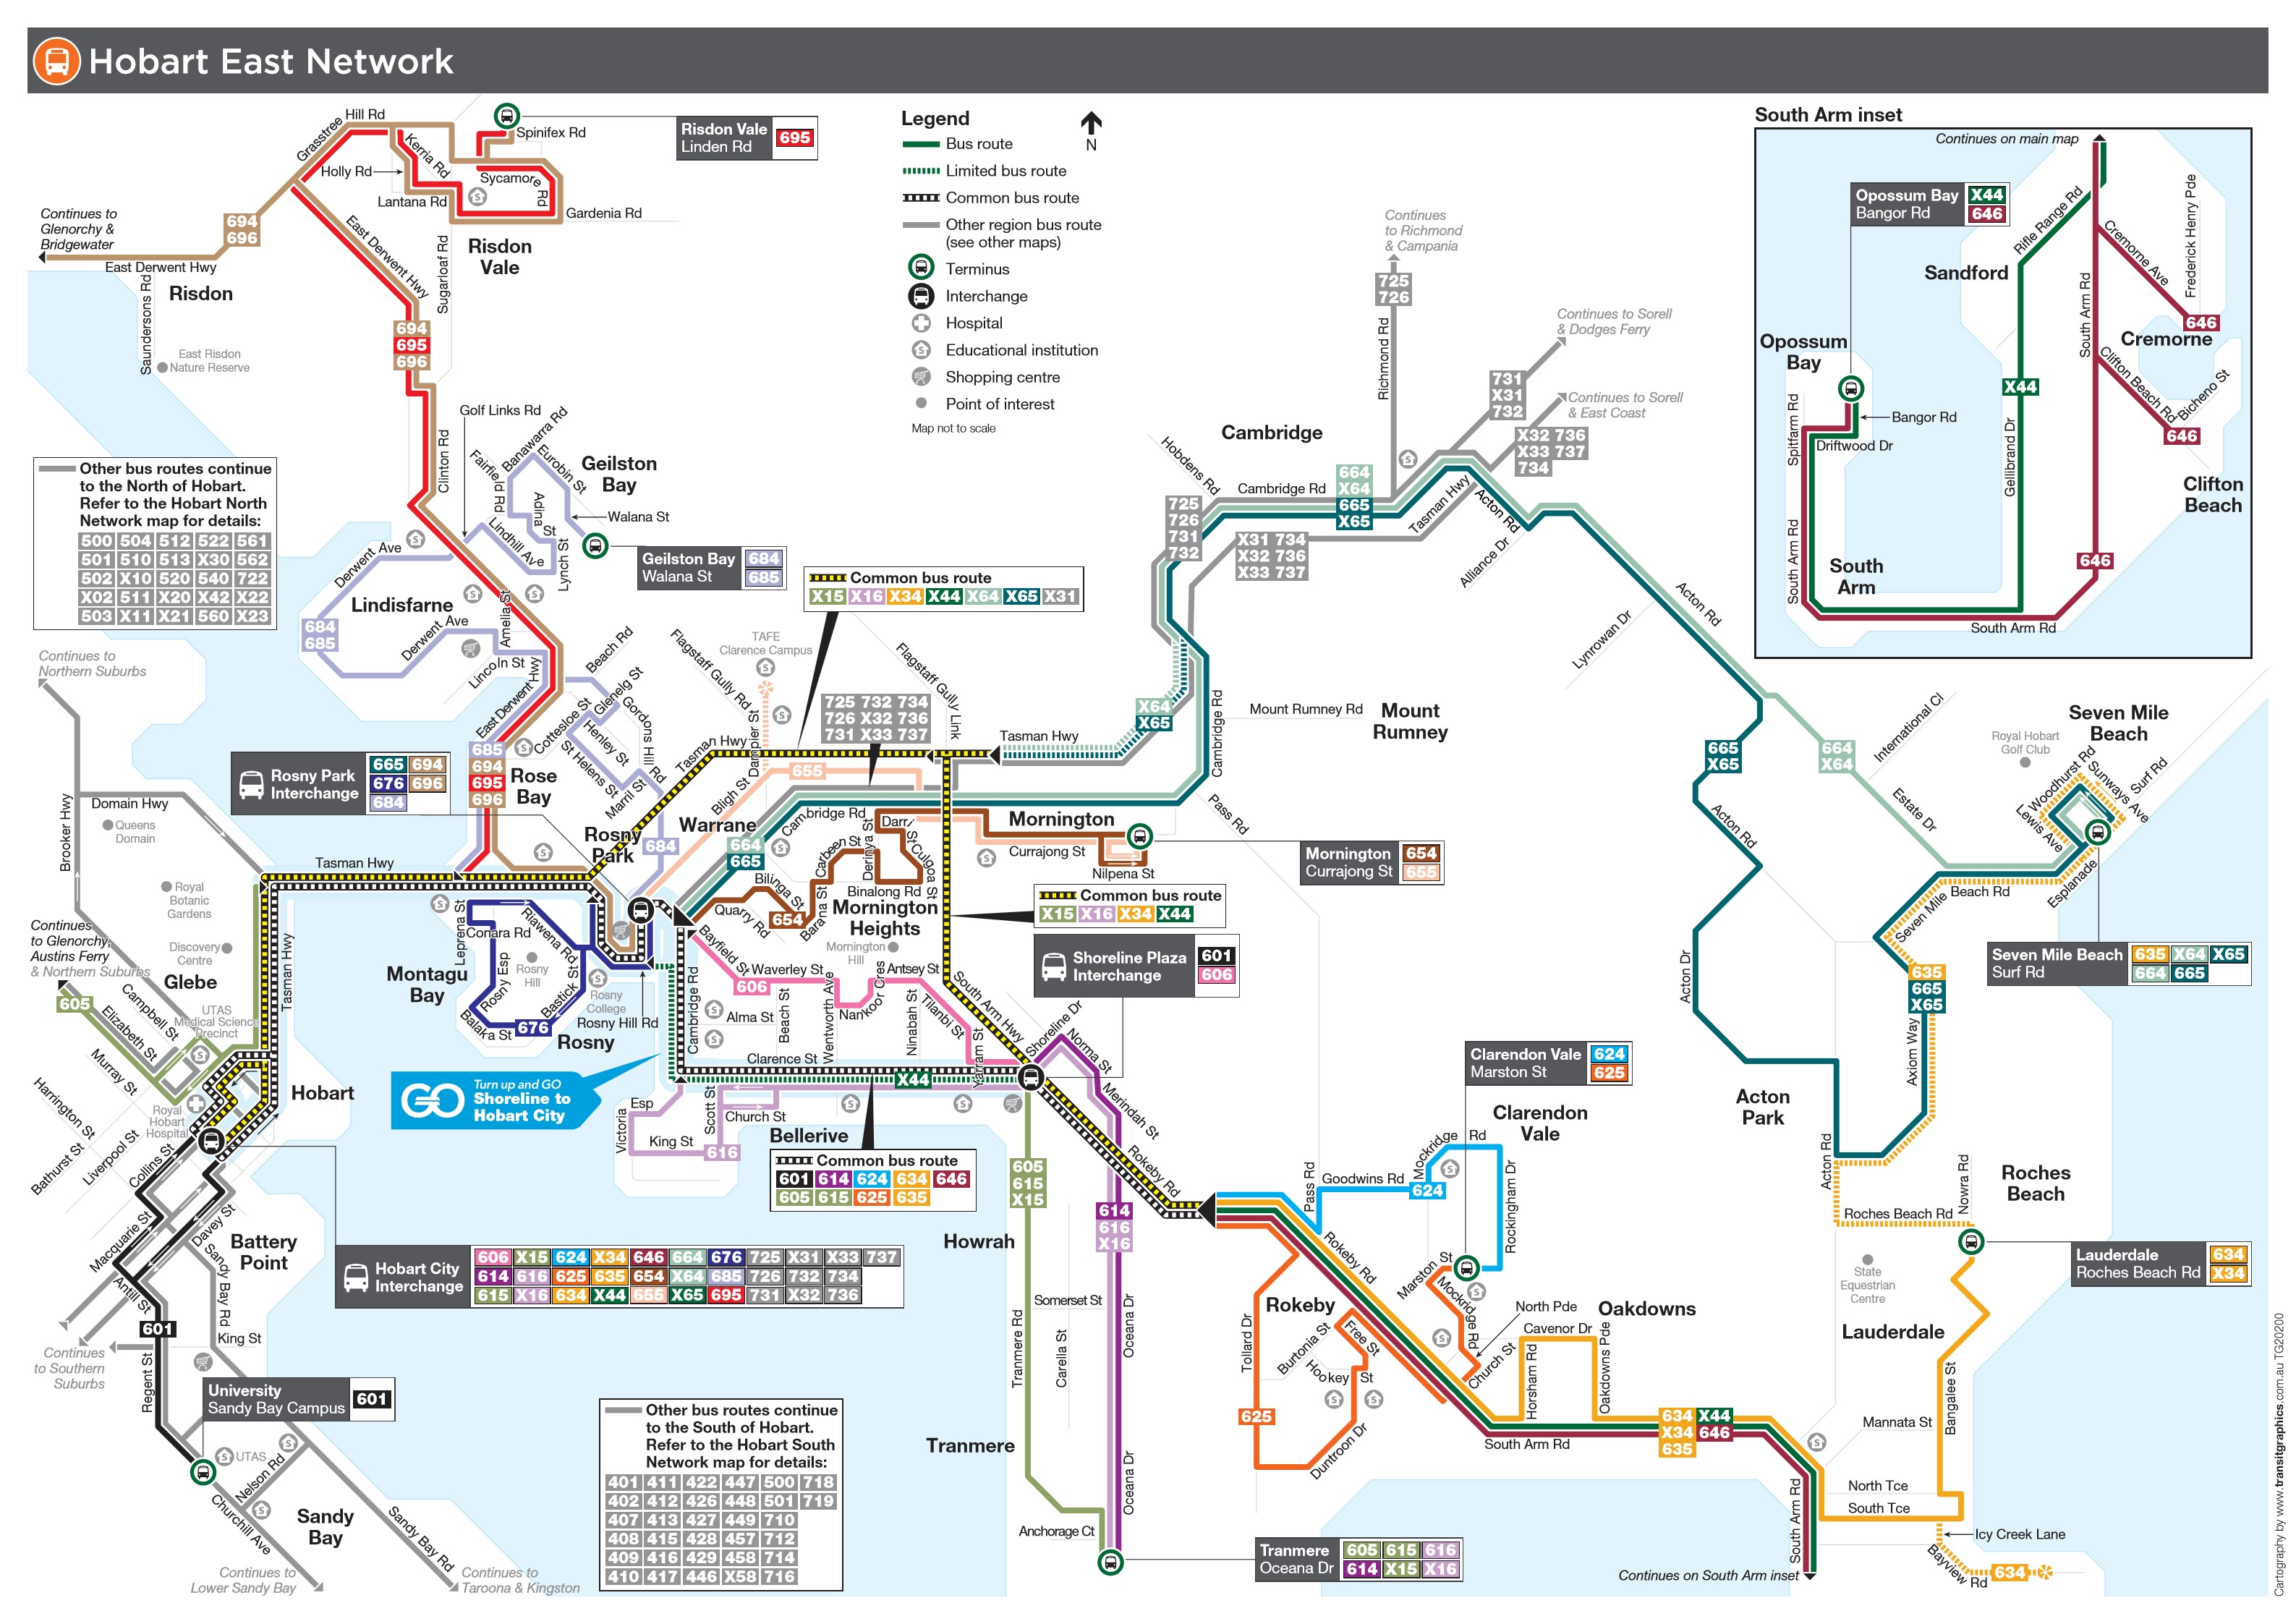 Hobart East Network
Legend
N
Bus route
Limited bus route
Common bus route
Other region bus route
(see other maps)
Terminus
Interchange
Hospital
Educational institution
Shopping centre
Point of interest
Map not to scale
Risdon Vale
Linden Rd
695
Spinifex Rd
Hill Rd
Grasstree
Kerria Rd
Holly Rd
Sycamore
Rd
Lantana Rd
Gardenia Rd
Continues to
Glenorchy &
Bridgewater
694
696
East Derwent Hwy
East Derwent Hwy
Sugarloaf Rd
Risdon
Vale
Risdon
Saundersons Rd
East Risdon
Nature Reserve
694
695
696
Clinton Rd
Golf Links Rd
Fairfield Rd
Banawarra Rd
Eurobin St
Geilston
Bay
Adina
St
Walana St
Lindhill Ave
Lynch St
Geilston Bay
Walana St
684
685
Other bus routes continue
to the North of Hobart.
Refer to the Hobart North
Network map for details:
500 504 512 522 561
501 510 513 X30 562
502 X10 520 540 722
X02 511 X20 X42 X22
503 X11 X21 560 X23
Derwent Ave
Lindisfarne
684
685
Derwent Ave
Amelia St
Lincoln St
East Derwent
Hwy
Beach Rd
Glenelg St
Gordons Hill Rd
Cottesloe St
Henley St
St Helens St
Marril St
685
694
695
696
Rose
Bay
Continues to
Northern Suburbs
Rosny Park
Interchange
665 694
676 696
684
Common bus route
X15 X16 X34 X44 X64 X65 X31
TAFE
Clarence Campus
Flagstaff Gully Rd
Flagstaff Gully Link
Dampier St
725 732 734
726 X32 736
731 X33 737
Tasman Hwy
Tasman Hwy
Bligh St
655
Rosny
Park
Warrane
684
664
665
Cambridge Rd
Mornington
Mornington
Currajong St
654
655
Currajong St
Nilpena St
Darri
St
Culgoa St
Derinya St
Carbeen St
Barana St
Bilinga St
Binalong Rd
Quarry Rd
654
Mornington
Heights
Mornington
Hill
Common bus route
X15 X16 X34 X44
Shoreline Plaza
Interchange
601
606
Continues
to Richmond
& Campania
725
726
Richmond Rd
Continues to Sorell
& Dodges Ferry
731
X31
732
Continues to Sorell
& East Coast
X32 736
X33 737
734
Cambridge
Hobdens Rd
Cambridge Rd
664
X64
665
X65
725
726
731
732
X31 734
X32 736
X33 737
Tasman Hwy
Acton Rd
Alliance Dr
Acton Rd
Lynrowan Dr
X64
X65
Cambridge Rd
Mount Rumney Rd
Mount
Rumney
Pass Rd
665
X65
664
X64
International Cl
Acton Rd
Estate Dr
Royal Hobart
Golf Club
Seven Mile
Beach
Woodhurst Rd
Sunways Ave
Surf Rd
Lewis Ave
Esplanade
Beach Rd
Seven Mile
Seven Mile Beach
Surf Rd
635 X64 X65
664 665
635
665
X65
Acton Dr
Axiom Way
Acton
Park
Acton Rd
Roches Beach Rd
Nowra Rd
Roches
Beach
Lauderdale
Roches Beach Rd
634
X34
State
Equestrian
Centre
Lauderdale
Bangalee St
Mannata St
North Tce
South Tce
Icy Creek Lane
Bayview
Rd
634
South Arm Rd
Continues on South Arm inset
South Arm inset
Continues on main map
Opossum Bay
Bangor Rd
X44
646
Rifle Range Rd
Cremorne Ave
Frederick Henry Pde
Sandford
South Arm Rd
646
Cremorne
Opossum
Bay
X44
Clifton Beach Rd
Bicheno St
646
Clifton
Beach
Spitfarm Rd
Bangor Rd
Driftwood Dr
Gellibrand Dr
South Arm Rd
South
Arm
646
South Arm Rd
Brooker Hwy
Domain Hwy
Queens
Domain
Royal
Botanic
Gardens
Tasman Hwy
Continues
to Glenorchy,
Austins Ferry
& Northern Suburbs
Discovery
Centre
Glebe
605
Tasman Hwy
Campbell St
Elizabeth St
UTAS
Medical Science
Precinct
Murray St
Harrington St
Bathurst St
Liverpool St
Collins St
Royal
Hobart
Hospital
Hobart
Macquarie St
Davey St
Antill St
Sandy Bay Rd
Battery
Point
Leprena St
Riawena Rd
Conara Rd
Montagu
Bay
Rosny Esp
Rosny
Hill
Bastick St
Rosny
College
Balaka St
676
Rosny Hill Rd
Rosny
Cambridge Rd
Bayfield St
606
Waverley St
Alma St
Beach St
Wentworth Ave
Nankoor Cres
Antsey St
Ninabah St
Tilanbi St
Yarram St
South Arm Hwy
Shoreline Dr
Norma St
Merindah St
Clarence St
X44
GO
Turn up and GO
Shoreline to
Hobart City
Victoria
Esp
King St
Scott St
Church St
616
Bellerive
Common bus route
601 614 624 634 646
605 615 625 635
Hobart City
Interchange
606 X15 624 X34 646 664 676 725 X31 X33 737
614 616 625 635 654 X64 685 726 732 734
615 X16 634 X44 655 X65 695 731 X32 736
601
Regent St
King St
Continues
to Southern
Suburbs
University
Sandy Bay Campus
601
UTAS
Nelson Rd
Churchill Ave
Sandy
Bay
Sandy Bay Rd
Continues to
Lower Sandy Bay
Continues to
Taroona & Kingston
Other bus routes continue
to the South of Hobart.
Refer to the Hobart South
Network map for details:
401 411 422 447 500 718
402 412 426 448 501 719
407 413 427 449 710
408 415 428 457 712
409 416 429 458 714
410 417 446 X58 716
605
615
X15
614
616
X16
Rokeby Rd
Howrah
Somerset St
Oceana Dr
Tranmere Rd
Carella St
Tranmere
Oceana Dr
Anchorage Ct
Tranmere
Oceana Dr
605 615 616
614 X15 X16
Clarendon Vale
Marston St
624
625
Clarendon
Vale
Mockridge Rd
Goodwins Rd
624
Pass Rd
Rockingham Dr
Rokeby Rd
Marston St
Mockridge Rd
North Pde
Oakdowns
Cavenor Dr
Church St
Horsham Rd
Oakdowns Pde
Rokeby
Tollard Dr
Burtonia St
Free St
Hookey St
625
Duntroon Dr
South Arm Rd
634 X44
X34 646
635
Cartography by www.transitgraphics.com.au TG20200